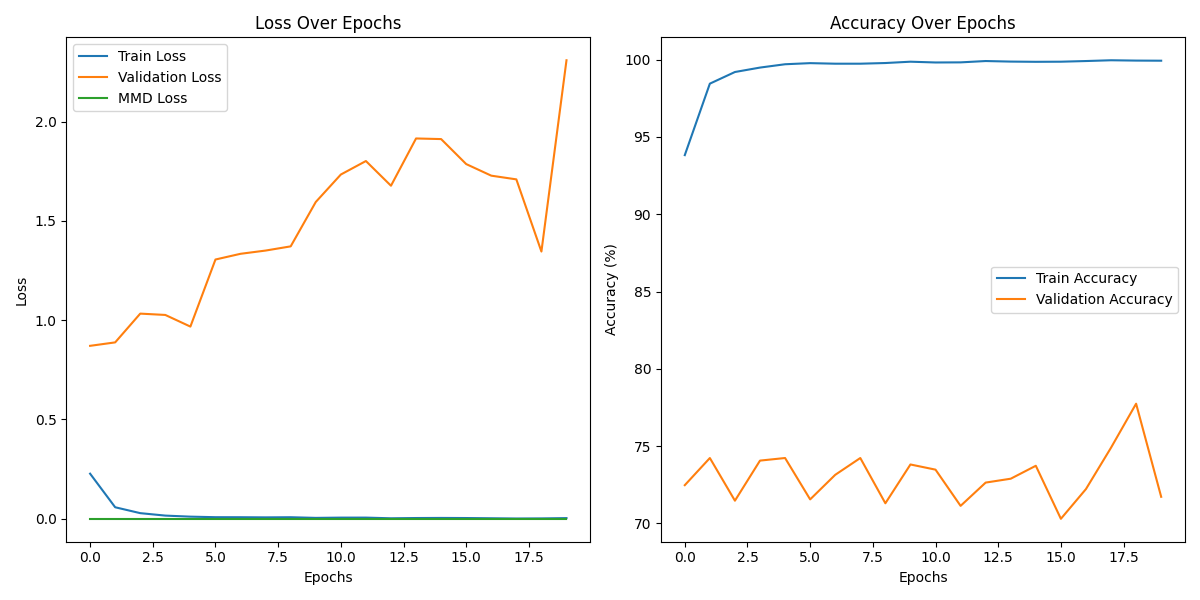 Loss Over Epochs
Train Loss
Validation Loss
MMD Loss
2.0
1.5
1.0
0.5
0.0
Loss
0.0 2.5 5.0 7.5 10.0 12.5 15.0 17.5
Epochs
Accuracy Over Epochs
100
95
90
85
80
75
70
Accuracy (%)
Train Accuracy
Validation Accuracy
0.0 2.5 5.0 7.5 10.0 12.5 15.0 17.5
Epochs